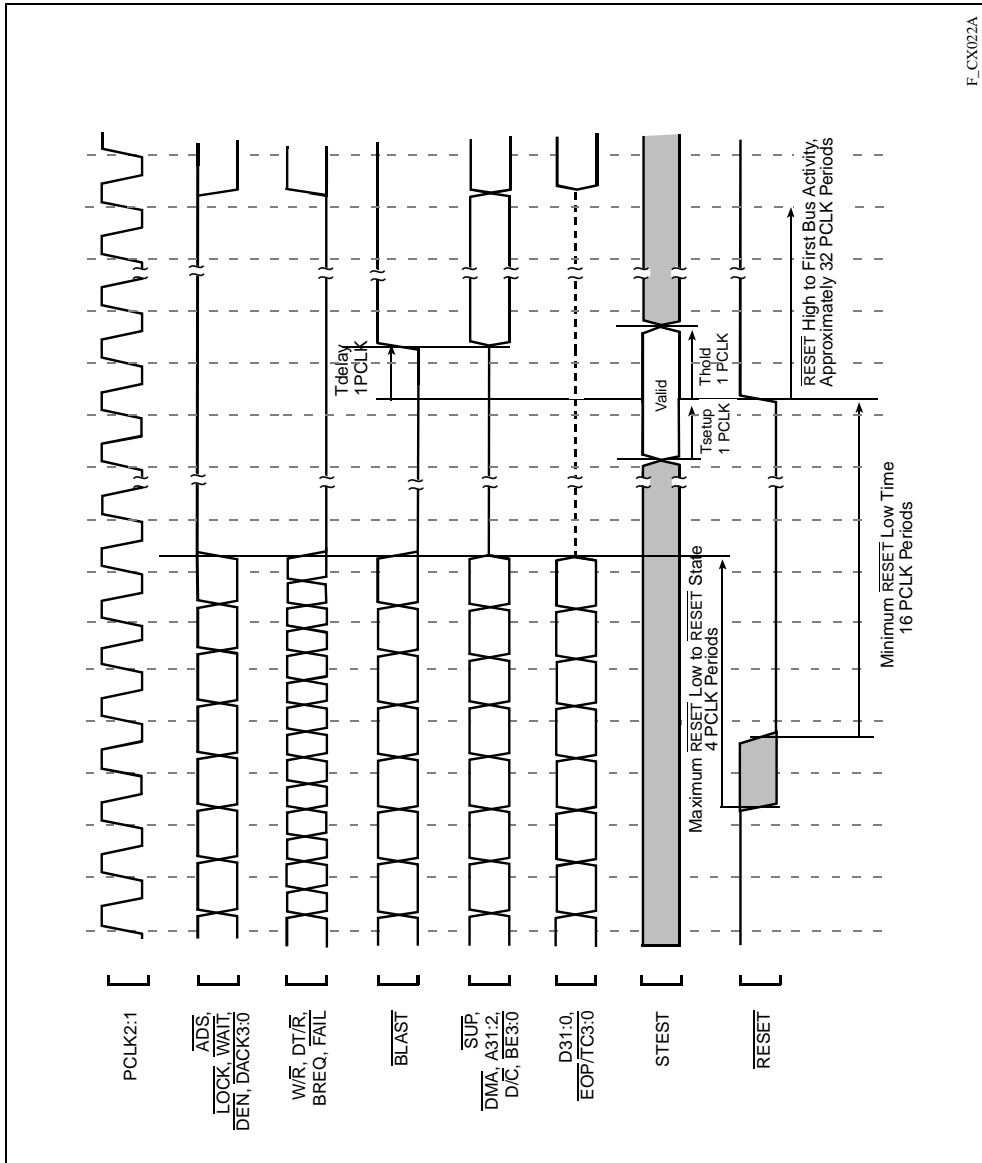 PCLK2:1
ADS,
LOCK, WAIT,
DEN, DACK3:0
W/R, DT/R,
BREQ, FAIL
BLAST
SUP,
DMA, A31:2,
D/C, BE3:0
D31:0,
EOP/TC3:0
STEST
RESET
Tdelay
1PCLK
Valid
Tsetup
1 PCLK
Thold
1 PCLK
Maximum RESET Low to RESET State
4 PCLK Periods
RESET High to First Bus Activity,
Approximately 32 PCLK Periods
Minimum RESET Low Time
16 PCLK Periods
F_CX022A